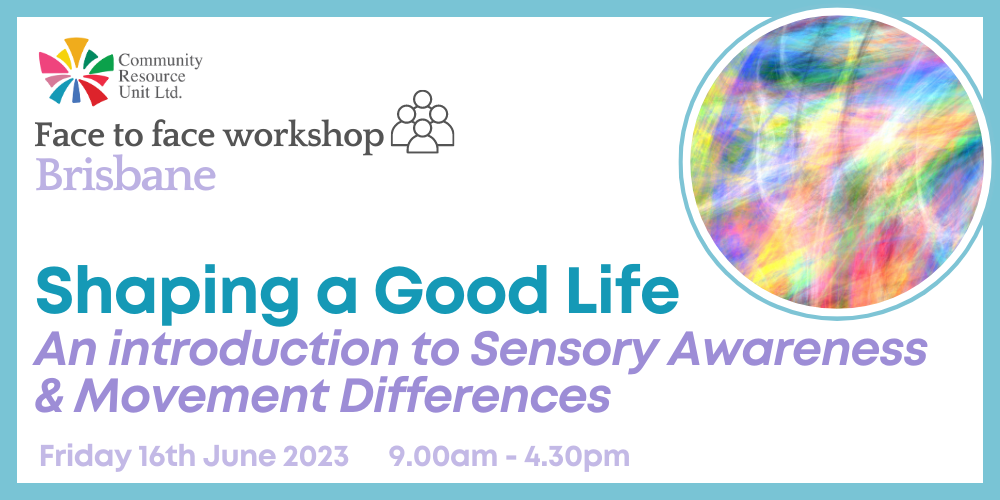 Community
Resource
Unit Ltd.
Face to face workshop
Brisbane
Shaping a Good Life
An introduction to Sensory Awareness
& Movement Differences
Friday 16th June 2023 9.00am - 4.30pm